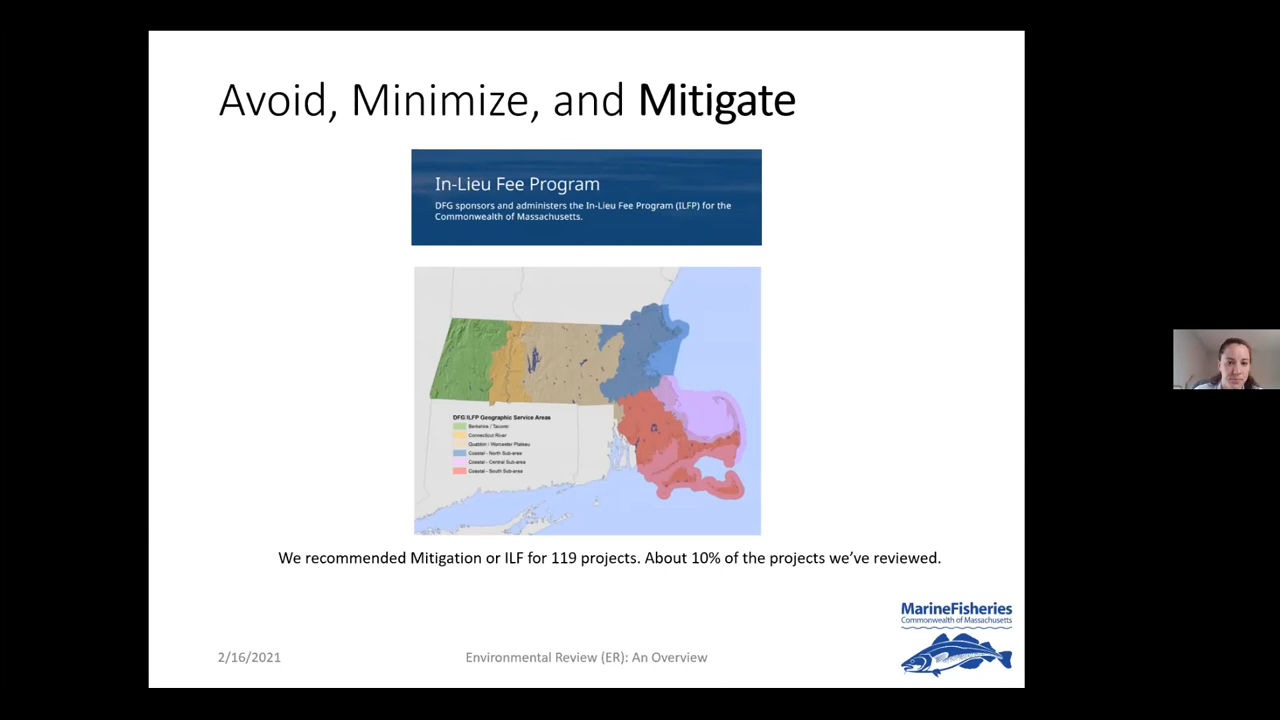 Avoid, Minimize, and Mitigate
In-Lieu Fee Program
DFG sponsors and administers the In-Lieu Fee Program (ILFP) for the
Commonwealth of Massachusetts.
DFG ILFP Geographic Service Areas
Berkshire / Taconic
Connecticut River
Quabbin / Worcester Plateau
Coastal - North Sub-area
Coastal - Central Sub-area
Coastal - South Sub-area
We recommended Mitigation or ILF for 119 projects. About 10% of the projects we've reviewed.
MarineFisheries
Commonwealth of Massachusetts
2/16/2021
Environmental Review (ER): An Overview